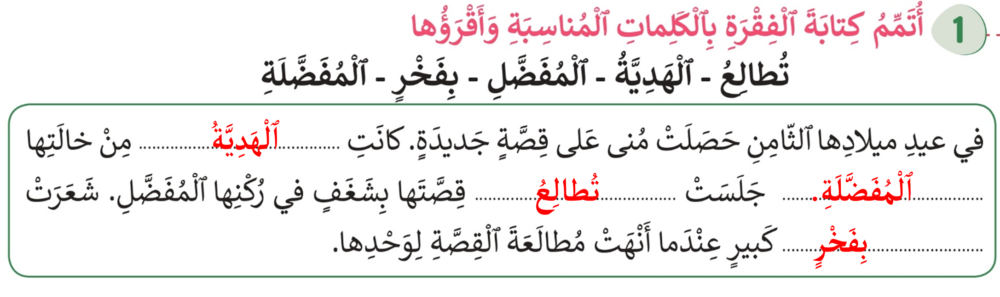 1 أُتَمِّمُ كِتابَةَ ٱلْفِقْرَةِ بِٱلْكَلِماتِ ٱلْمُناسِبَةِ وَأَقْرَؤُها
تُطالِعُ - ٱلْهَدِيَّةُ - ٱلْمُفَضَّلِ - بِفَخْرٍ - ٱلْمُفَضَّلَةِ
في عيدِ ميلادِها ٱلثّامِنِ حَصَلَتْ مُنى عَلى قِصَّةٍ جَديدَةٍ. كانَتِ ٱلْهَدِيَّةُ مِنْ خالَتِها
ٱلْمُفَضَّلَةِ. جَلَسَتْ تُطالِعُ قِصَّتَها بِشَغَفٍ في رُكْنِها ٱلْمُفَضَّلِ. شَعَرَتْ
بِفَخْرٍ كَبيرٍ عِنْدَما أَنْهَتْ مُطالَعَةَ ٱلْقِصَّةِ لِوَحْدِها.